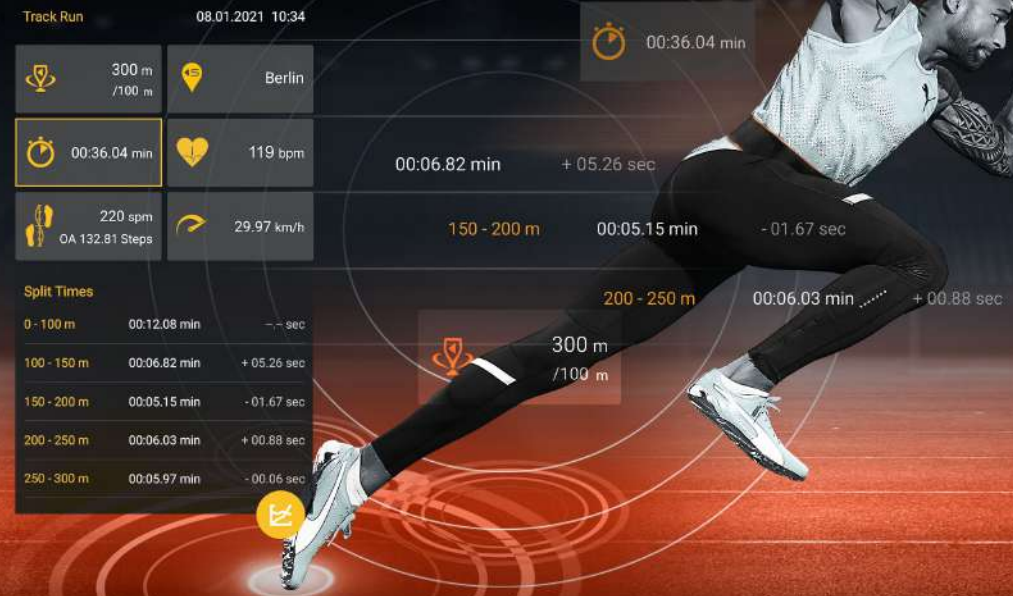 Track Run 08.01.2021 10:34
300 m
/100 m
Berlin
00:36.04 min
119 bpm
220 spm
OA 132.81 Steps
29.97 km/h
Split Times
0 - 100 m 00:12.08 min -.- sec
100 - 150 m 00:06.82 min + 05.26 sec
150 - 200 m 00:05.15 min - 01.67 sec
200 - 250 m 00:06.03 min + 00.88 sec
250 - 300 m 00:05.97 min - 00.06 sec
00:36.04 min
00:06.82 min + 05.26 sec
150 - 200 m 00:05.15 min - 01.67 sec
200 - 250 m 00:06.03 min + 00.88 sec
300 m
/100 m